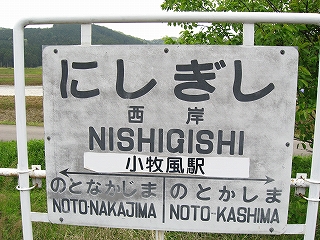 にしぎし
西岸
NISHIGISHI
小牧風駅
のとなかじま のとかしま
NOTO-NAKAJIMA NOTO-KASHIMA